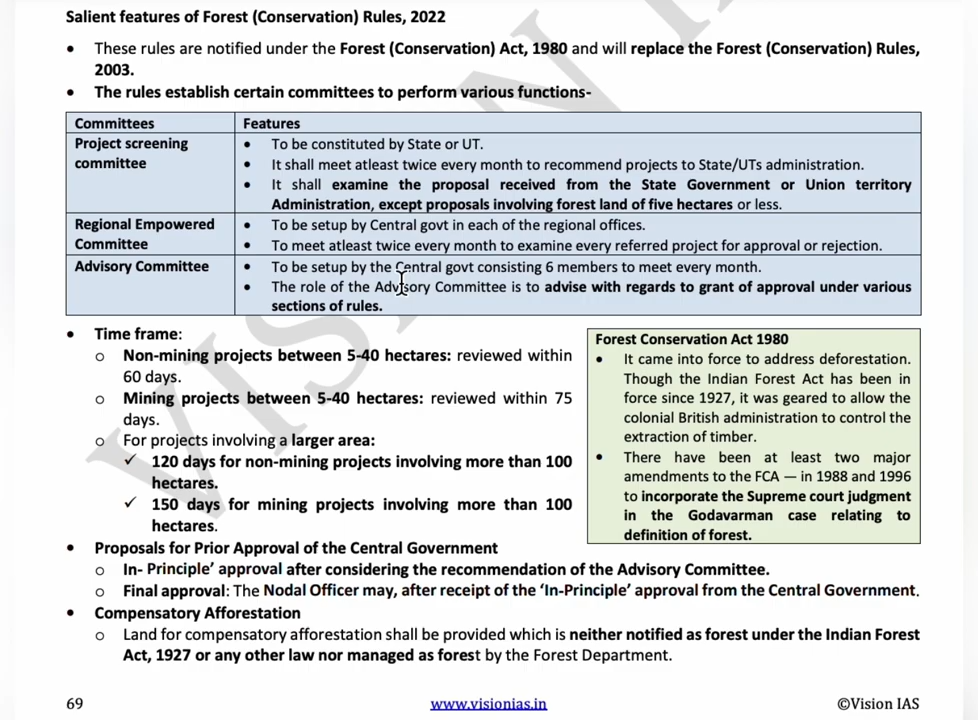 Salient features of Forest (Conservation) Rules, 2022
• These rules are notified under the Forest (Conservation) Act, 1980 and will replace the Forest (Conservation) Rules,
2003.
• The rules establish certain committees to perform various functions-
Committees Features
Project screening
committee
• To be constituted by State or UT.
• It shall meet atleast twice every month to recommend projects to State/UTs administration.
• It shall examine the proposal received from the State Government or Union territory
Administration, except proposals involving forest land of five hectares or less.
Regional Empowered
Committee
• To be setup by Central govt in each of the regional offices.
• To meet atleast twice every month to examine every referred project for approval or rejection.
Advisory Committee
• To be setup by the Central govt consisting 6 members to meet every month.
• The role of the Advisory Committee is to advise with regards to grant of approval under various
sections of rules.
• Time frame:
o Non-mining projects between 5-40 hectares: reviewed within
60 days.
o Mining projects between 5-40 hectares: reviewed within 75
days.
o For projects involving a larger area:
✓ 120 days for non-mining projects involving more than 100
hectares.
✓ 150 days for mining projects involving more than 100
hectares.
Forest Conservation Act 1980
• It came into force to address deforestation.
Though the Indian Forest Act has been in
force since 1927, it was geared to allow the
colonial British administration to control the
extraction of timber.
• There have been at least two major
amendments to the FCA — in 1988 and 1996
to incorporate the Supreme court judgment
in the Godavarman case relating to
definition of forest.
• Proposals for Prior Approval of the Central Government
o In- Principle’ approval after considering the recommendation of the Advisory Committee.
o Final approval: The Nodal Officer may, after receipt of the ‘In-Principle’ approval from the Central Government.
• Compensatory Afforestation
o Land for compensatory afforestation shall be provided which is neither notified as forest under the Indian Forest
Act, 1927 or any other law nor managed as forest by the Forest Department.
69 www.visionias.in ©Vision IAS